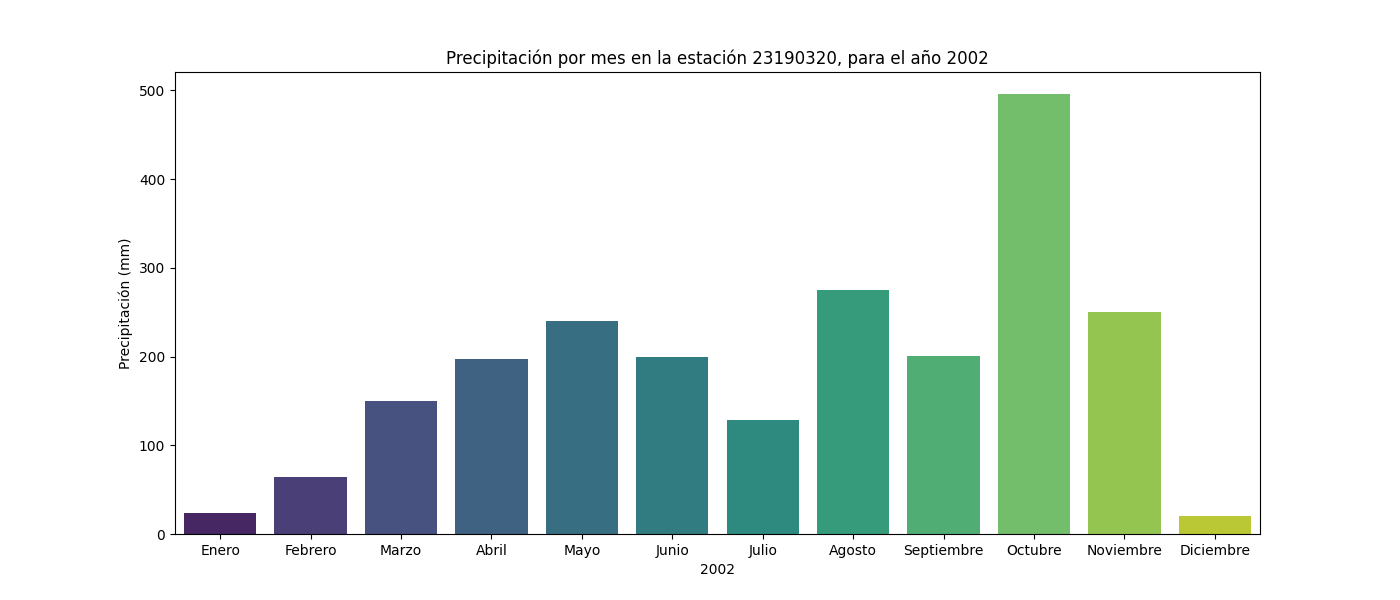 Precipitación por mes en la estación 23190320, para el año 2002
Precipitación (mm)
500
400
300
200
100
0
Enero Febrero Marzo Abril Mayo Junio Julio Agosto Septiembre Octubre Noviembre Diciembre
2002